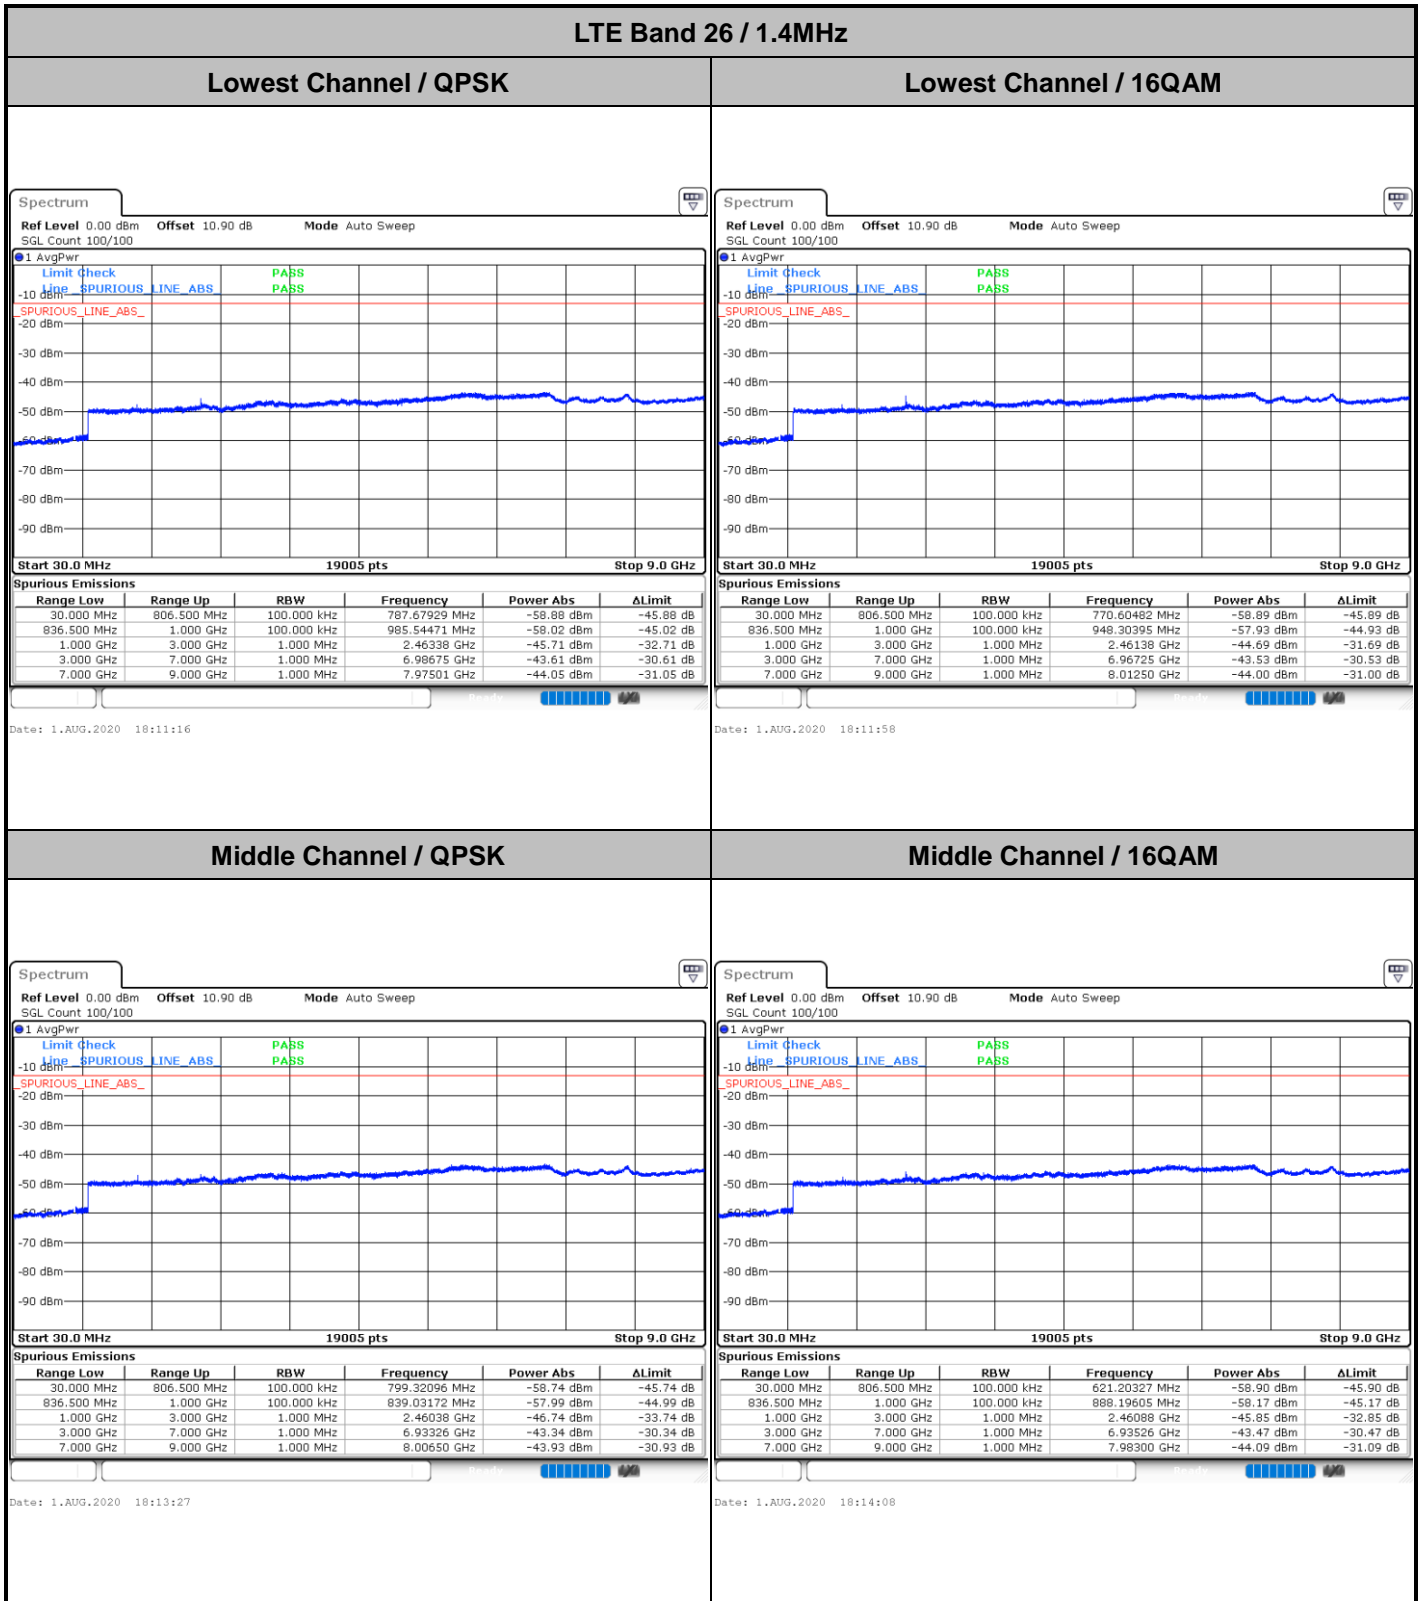 LTE Band 26 / 1.4MHz
Lowest Channel / QPSK
Lowest Channel / 16QAM
Spectrum
Ref Level 0.00 dBm Offset 10.90 dB Mode Auto Sweep
SGL Count 100/100
1 AvgPwr
Limit Check PASS
Line _SPURIOUS_LINE_ABS_ PASS
-10 dBm
_SPURIOUS_LINE_ABS_
-20 dBm
-30 dBm
-40 dBm
-50 dBm
-60 dBm
-70 dBm
-80 dBm
-90 dBm
Start 30.0 MHz 19005 pts Stop 9.0 GHz
Spurious Emissions
Range Low Range Up RBW Frequency Power Abs ΔLimit
30.000 MHz 806.500 MHz 100.000 kHz 787.67929 MHz -58.88 dBm -45.88 dB
836.500 MHz 1.000 GHz 100.000 kHz 985.54471 MHz -58.02 dBm -45.02 dB
1.000 GHz 3.000 GHz 1.000 MHz 2.46338 GHz -45.71 dBm -32.71 dB
3.000 GHz 7.000 GHz 1.000 MHz 6.98675 GHz -43.61 dBm -30.61 dB
7.000 GHz 9.000 GHz 1.000 MHz 7.97501 GHz -44.05 dBm -31.05 dB
Ready
Date: 1.AUG.2020 18:11:16
Spectrum
Ref Level 0.00 dBm Offset 10.90 dB Mode Auto Sweep
SGL Count 100/100
1 AvgPwr
Limit Check PASS
Line _SPURIOUS_LINE_ABS_ PASS
-10 dBm
_SPURIOUS_LINE_ABS_
-20 dBm
-30 dBm
-40 dBm
-50 dBm
-60 dBm
-70 dBm
-80 dBm
-90 dBm
Start 30.0 MHz 19005 pts Stop 9.0 GHz
Spurious Emissions
Range Low Range Up RBW Frequency Power Abs ΔLimit
30.000 MHz 806.500 MHz 100.000 kHz 770.60482 MHz -58.89 dBm -45.89 dB
836.500 MHz 1.000 GHz 100.000 kHz 948.30395 MHz -57.93 dBm -44.93 dB
1.000 GHz 3.000 GHz 1.000 MHz 2.46138 GHz -44.69 dBm -31.69 dB
3.000 GHz 7.000 GHz 1.000 MHz 6.96725 GHz -43.53 dBm -30.53 dB
7.000 GHz 9.000 GHz 1.000 MHz 8.01250 GHz -44.00 dBm -31.00 dB
Ready
Date: 1.AUG.2020 18:11:58
Middle Channel / QPSK
Middle Channel / 16QAM
Spectrum
Ref Level 0.00 dBm Offset 10.90 dB Mode Auto Sweep
SGL Count 100/100
1 AvgPwr
Limit Check PASS
Line _SPURIOUS_LINE_ABS_ PASS
-10 dBm
_SPURIOUS_LINE_ABS_
-20 dBm
-30 dBm
-40 dBm
-50 dBm
-60 dBm
-70 dBm
-80 dBm
-90 dBm
Start 30.0 MHz 19005 pts Stop 9.0 GHz
Spurious Emissions
Range Low Range Up RBW Frequency Power Abs ΔLimit
30.000 MHz 806.500 MHz 100.000 kHz 799.32096 MHz -58.74 dBm -45.74 dB
836.500 MHz 1.000 GHz 100.000 kHz 839.03172 MHz -57.99 dBm -44.99 dB
1.000 GHz 3.000 GHz 1.000 MHz 2.46038 GHz -46.74 dBm -33.74 dB
3.000 GHz 7.000 GHz 1.000 MHz 6.93326 GHz -43.34 dBm -30.34 dB
7.000 GHz 9.000 GHz 1.000 MHz 8.00650 GHz -43.93 dBm -30.93 dB
Ready
Date: 1.AUG.2020 18:13:27
Spectrum
Ref Level 0.00 dBm Offset 10.90 dB Mode Auto Sweep
SGL Count 100/100
1 AvgPwr
Limit Check PASS
Line _SPURIOUS_LINE_ABS_ PASS
-10 dBm
_SPURIOUS_LINE_ABS_
-20 dBm
-30 dBm
-40 dBm
-50 dBm
-60 dBm
-70 dBm
-80 dBm
-90 dBm
Start 30.0 MHz 19005 pts Stop 9.0 GHz
Spurious Emissions
Range Low Range Up RBW Frequency Power Abs ΔLimit
30.000 MHz 806.500 MHz 100.000 kHz 621.20327 MHz -58.90 dBm -45.90 dB
836.500 MHz 1.000 GHz 100.000 kHz 888.19605 MHz -58.17 dBm -45.17 dB
1.000 GHz 3.000 GHz 1.000 MHz 2.46088 GHz -45.85 dBm -32.85 dB
3.000 GHz 7.000 GHz 1.000 MHz 6.93526 GHz -43.47 dBm -30.47 dB
7.000 GHz 9.000 GHz 1.000 MHz 7.98300 GHz -44.09 dBm -31.09 dB
Ready
Date: 1.AUG.2020 18:14:08